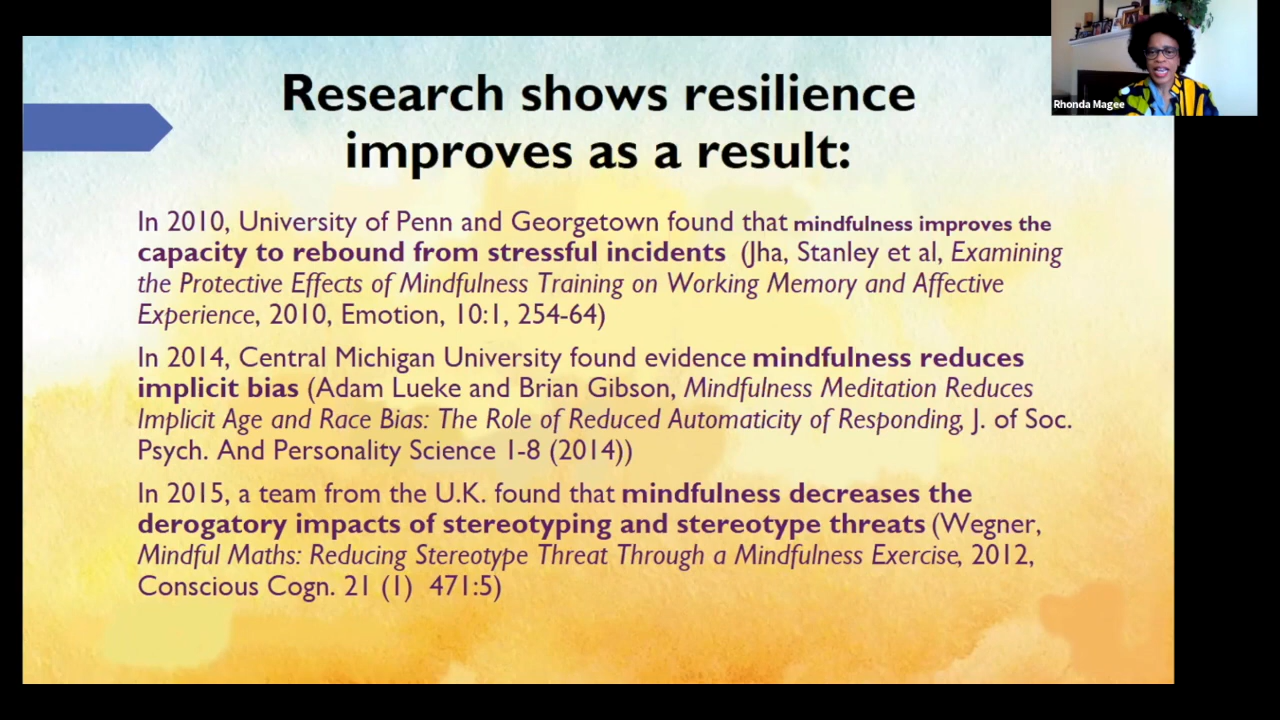 Research shows resilience
improves as a result:
Rhonda Magee
In 2010, University of Penn and Georgetown found that mindfulness improves the
capacity to rebound from stressful incidents (Jha, Stanley et al, Examining
the Protective Effects of Mindfulness Training on Working Memory and Affective
Experience, 2010, Emotion, 10:1, 254-64)
In 2014, Central Michigan University found evidence mindfulness reduces
implicit bias (Adam Lueke and Brian Gibson, Mindfulness Meditation Reduces
Implicit Age and Race Bias: The Role of Reduced Automaticity of Responding, J. of Soc.
Psych. And Personality Science 1-8 (2014))
In 2015, a team from the U.K. found that mindfulness decreases the
derogatory impacts of stereotyping and stereotype threats (Wegner,
Mindful Maths: Reducing Stereotype Threat Through a Mindfulness Exercise, 2012,
Conscious Cogn. 21 (1) 471:5)